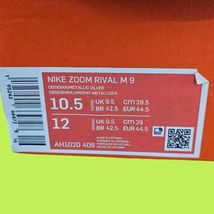 NIKE ZOOM RIVAL M 9
OBSIDIAN/METALLIC SILVER
OBSIDIENNE/ARGENT METALLIQUE
10.5 UK 9.5 CM 28.5
BR 42.5 EUR 44.5
12 UK 9.5 CM 29
BR 42.5 EUR 44.5
AH1020 406